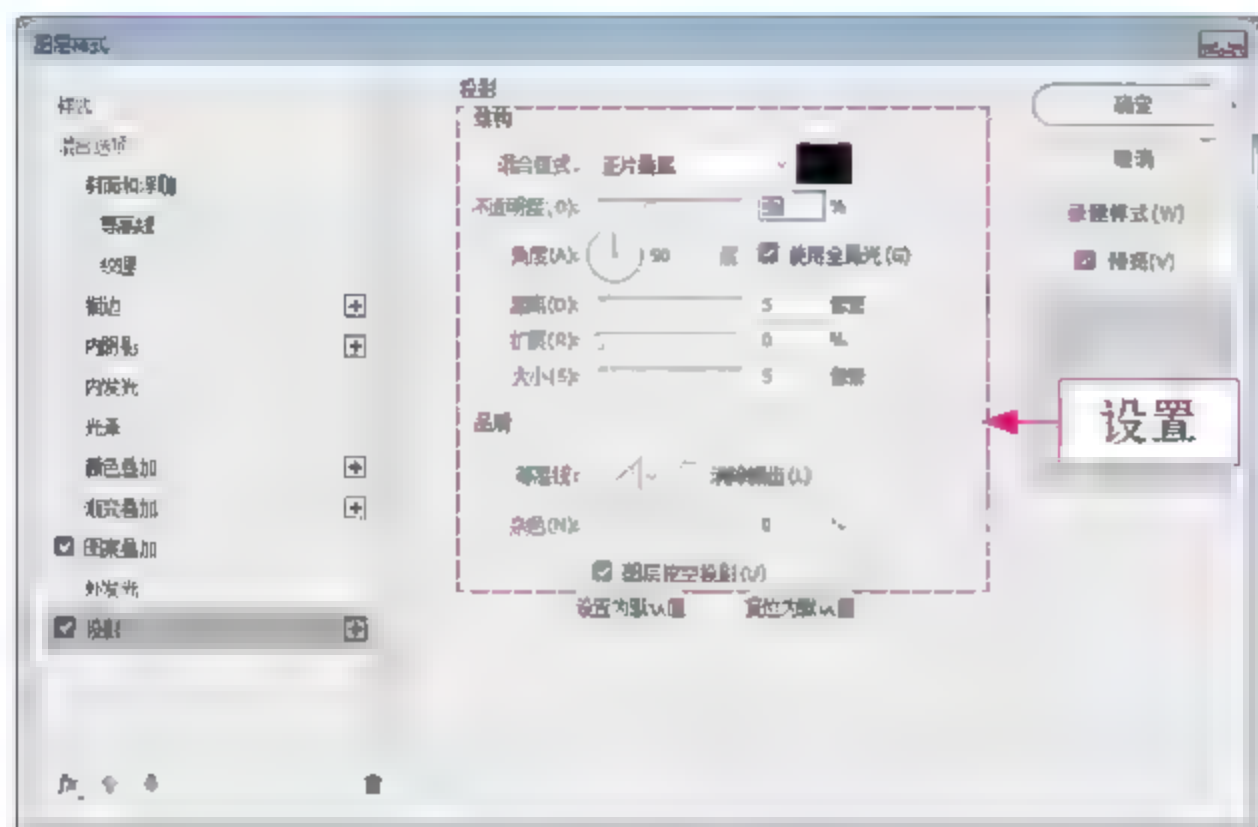 图层样式
样式
混合选项
斜面和浮雕
等高线
纹理
描边
内阴影
内发光
光泽
颜色叠加
渐变叠加
图案叠加
外发光
投影
投影
结构
混合模式: 正片叠底
不透明度(O): %
角度(A): 90 度 使用全局光(G)
距离(D): 5 像素
扩展(R): 0 %
大小(S): 5 像素
品质
等高线: 消除锯齿(L)
杂色(N): 0 %
图层挖空投影(U)
设置为默认值 复位为默认值
确定
取消
新建样式(W)
预览(V)
设置
fx